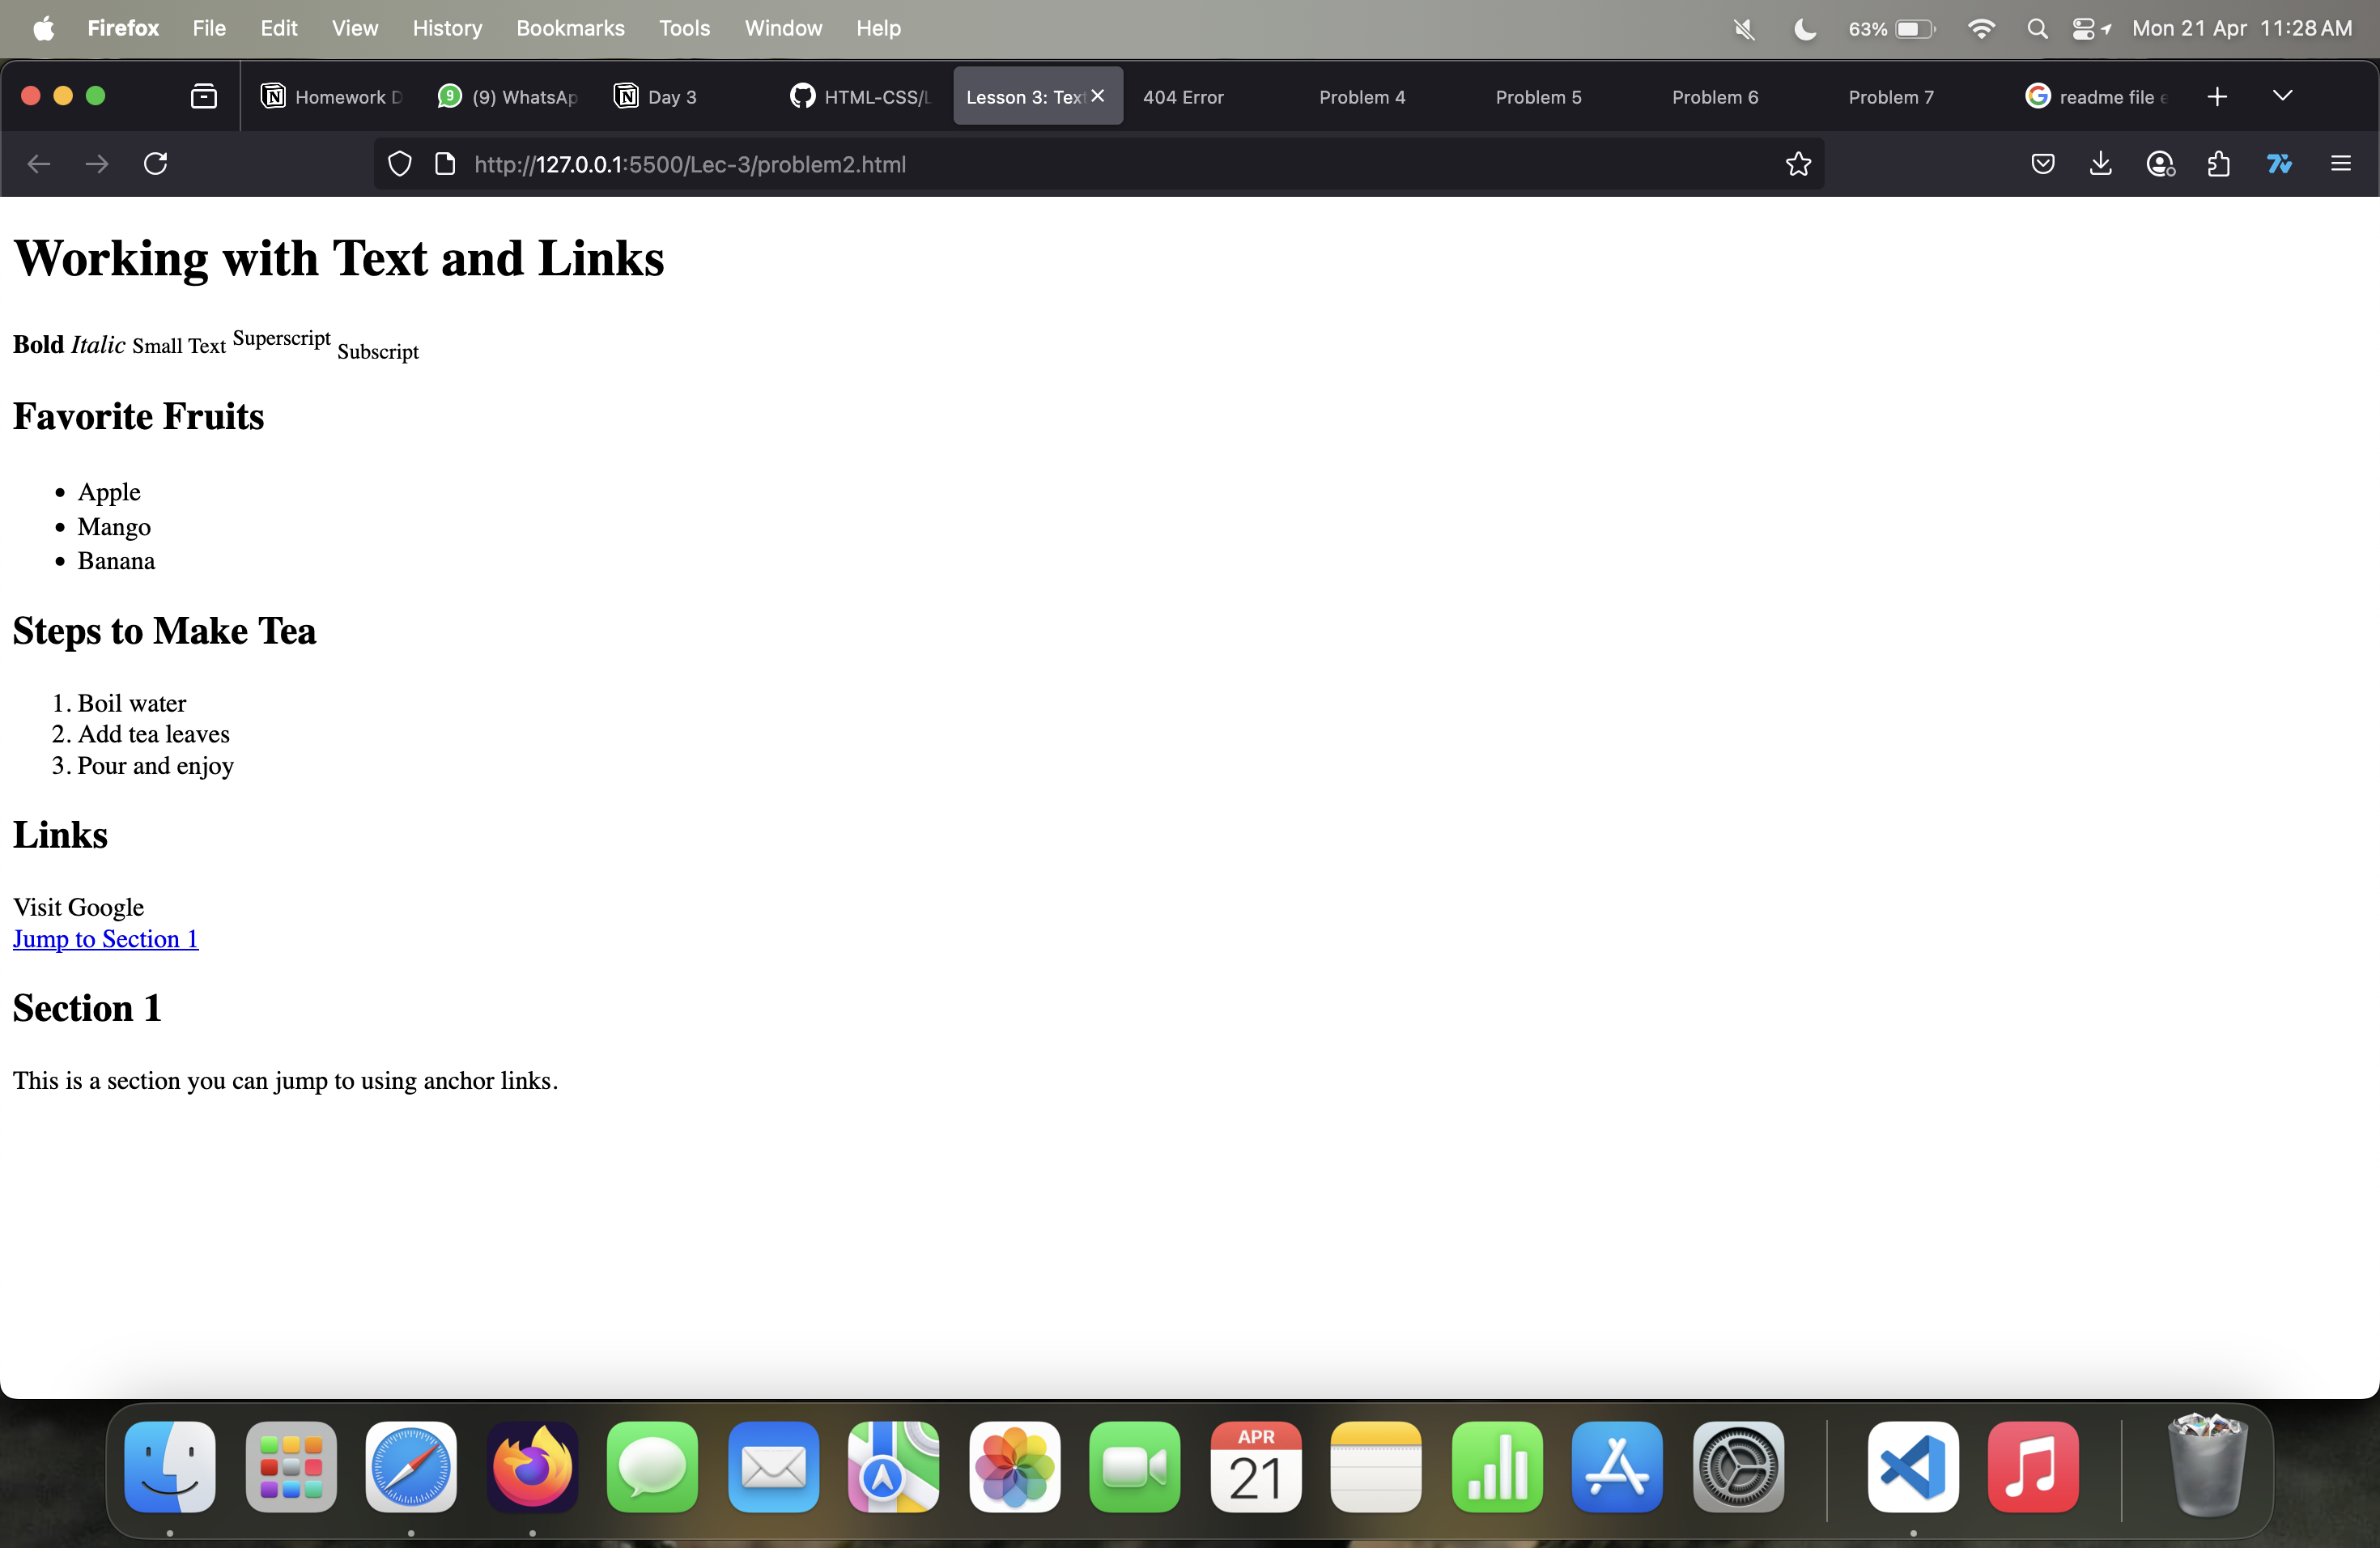 Firefox File Edit View History Bookmarks Tools Window Help 63% Mon 21 Apr 11:28 AM
Homework D 9 (9) WhatsAp Day 3 HTML-CSS/L Lesson 3: Tex 404 Error Problem 4 Problem 5 Problem 6 Problem 7 readme file e
http://127.0.0.1:5500/Lec-3/problem2.html
Working with Text and Links
Bold Italic Small Text Superscript Subscript
Favorite Fruits
• Apple
• Mango
• Banana
Steps to Make Tea
1. Boil water
2. Add tea leaves
3. Pour and enjoy
Links
Visit Google
Jump to Section 1
Section 1
This is a section you can jump to using anchor links.
APR
21